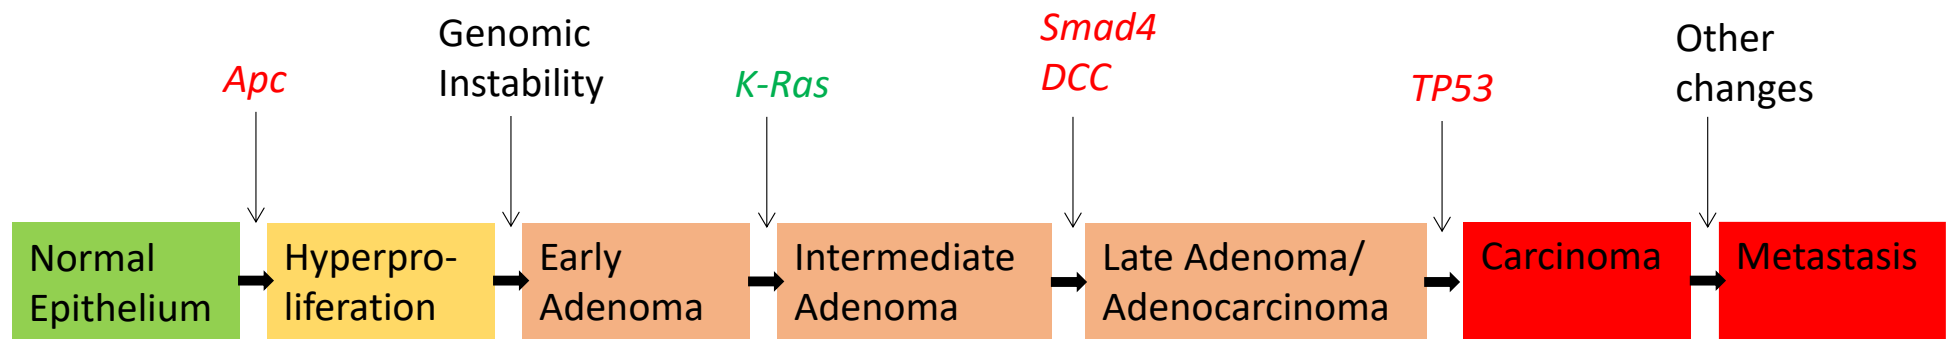 Apc
Genomic
Instability
K-Ras
Smad4
DCC
TP53
Other
changes
Normal
Epithelium
Hyperpro-
liferation
Early
Adenoma
Intermediate
Adenoma
Late Adenoma/
Adenocarcinoma
Carcinoma
Metastasis